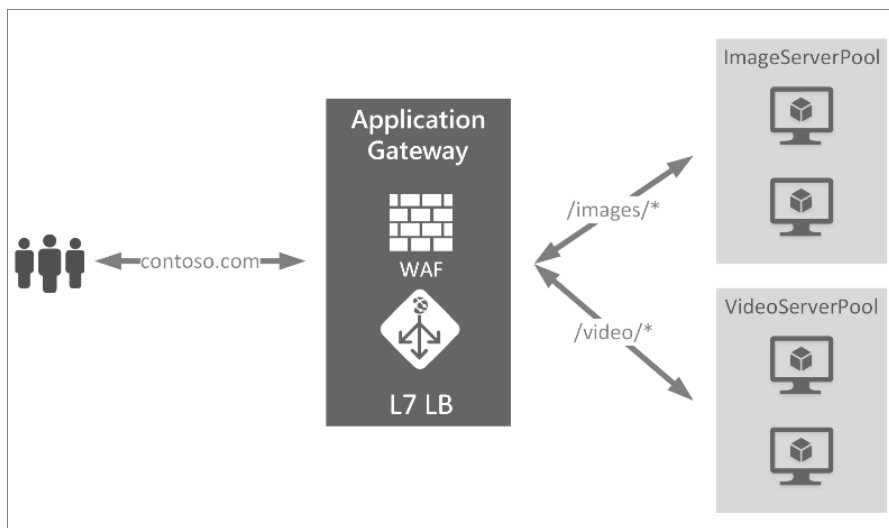 ImageServerPool
Application
Gateway
/images/*
contoso.com
WAF
VideoServerPool
/video/*
L7 LB